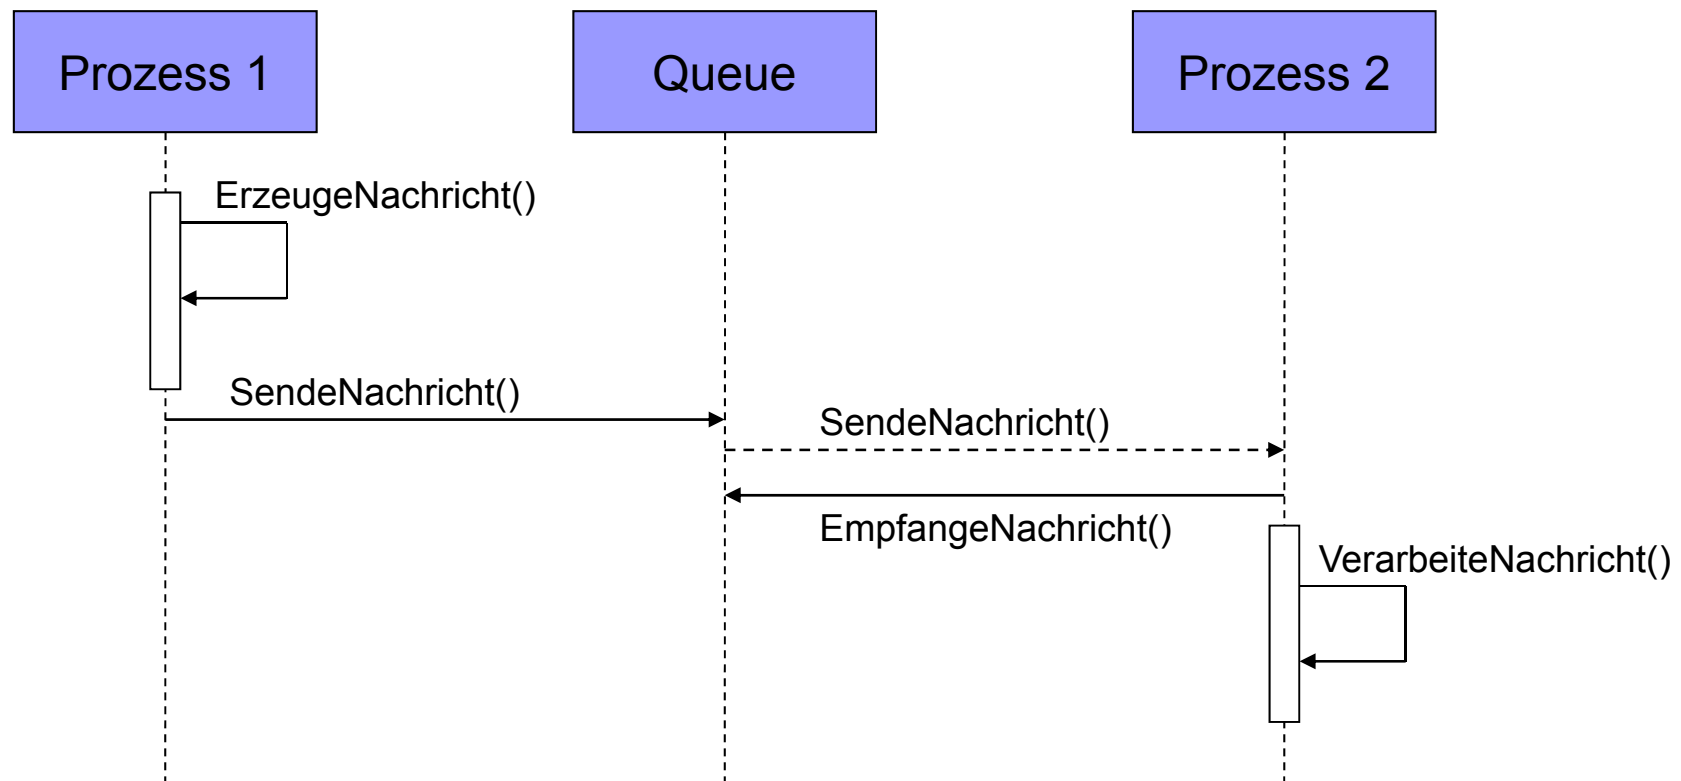 Prozess 1
Queue
Prozess 2
ErzeugeNachricht()
SendeNachricht()
SendeNachricht()
EmpfangeNachricht()
VerarbeiteNachricht()